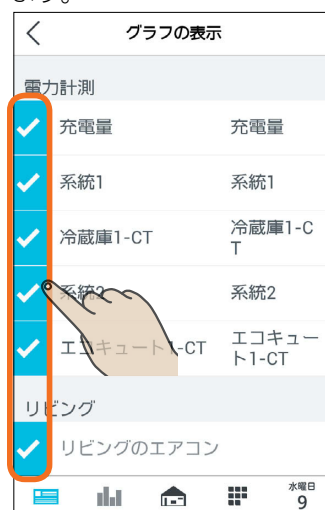 ます。
グラフの表示
電力計測
充電量 充電量
系統1 系統1
冷蔵庫1-CT 冷蔵庫1-C
T
系統2 系統2
エコキュート1-CT エコキュー
ト1-CT
リビング
リビングのエアコン
水曜日
9